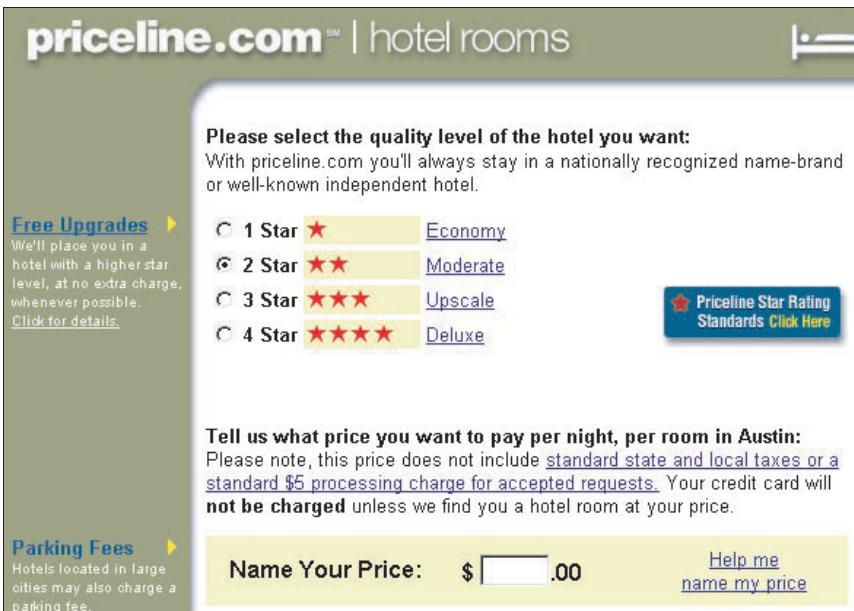 priceline.com℠ | hotel rooms
Please select the quality level of the hotel you want:
With priceline.com you'll always stay in a nationally recognized name-brand
or well-known independent hotel.
Free Upgrades
We'll place you in a
hotel with a higher star
level, at no extra charge,
whenever possible.
Click for details.
1 Star ★ Economy
2 Star ★★ Moderate
3 Star ★★★ Upscale
4 Star ★★★★ Deluxe
Priceline Star Rating
Standards Click Here
Tell us what price you want to pay per night, per room in Austin:
Please note, this price does not include standard state and local taxes or a
standard $5 processing charge for accepted requests. Your credit card will
not be charged unless we find you a hotel room at your price.
Parking Fees
Hotels located in large
cities may also charge a
parking fee.
Name Your Price: $ .00
Help me
name my price